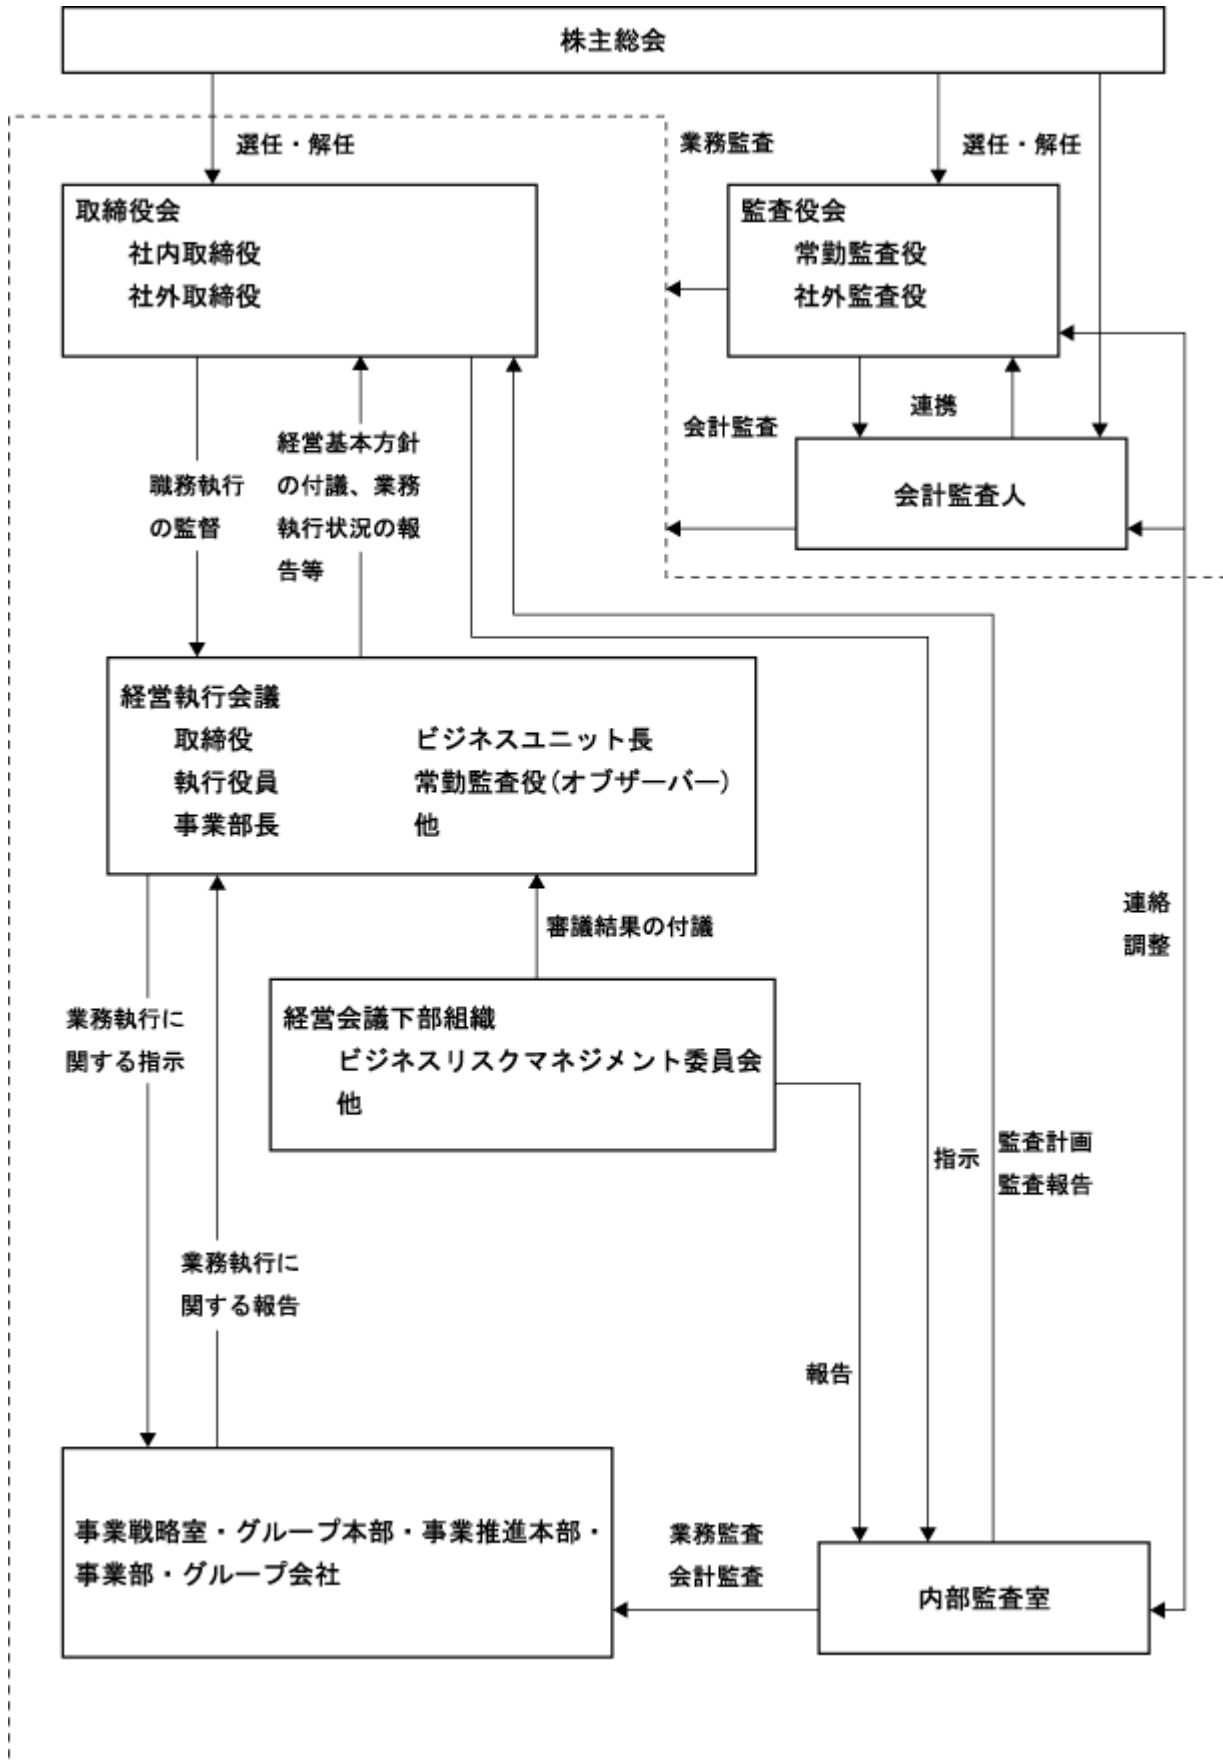 株主総会
選任・解任
業務監査
選任・解任
取締役会
社内取締役
社外取締役
監査役会
常勤監査役
社外監査役
連携
会計監査
会計監査人
職務執行
の監督
経営基本方針
の付議、業務
執行状況の報
告等
経営執行会議
取締役
ビジネスユニット長
執行役員
常勤監査役(オブザーバー)
事業部長
他
審議結果の付議
連絡
調整
業務執行に
関する指示
経営会議下部組織
ビジネスリスクマネジメント委員会
他
指示
監査計画
監査報告
業務執行に
関する報告
報告
事業戦略室・グループ本部・事業推進本部・
事業部・グループ会社
業務監査
会計監査
内部監査室